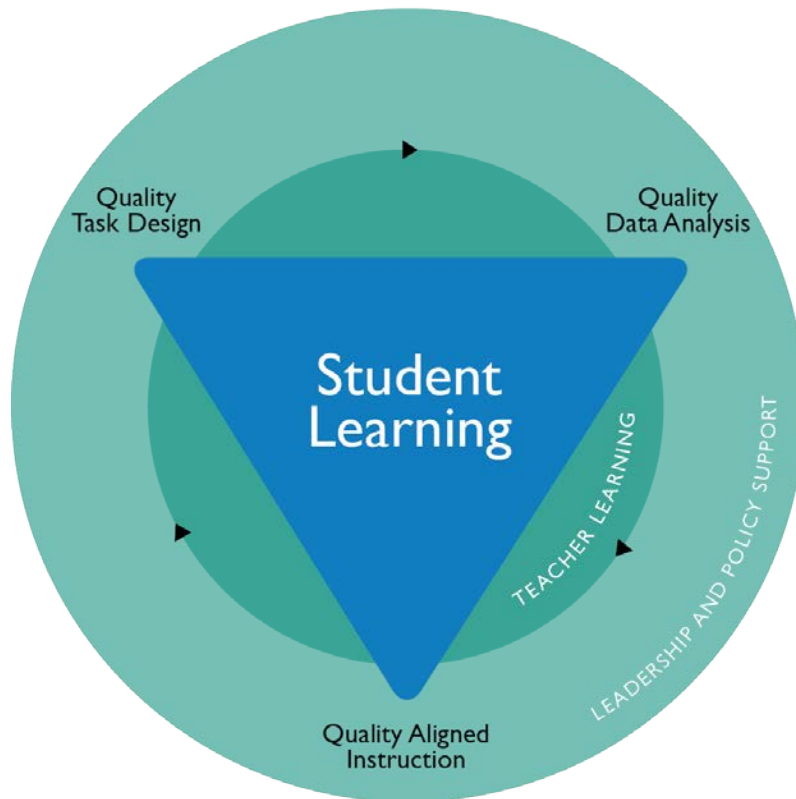 Quality
Task Design
Quality
Data Analysis
Student
Learning
TEACHER LEARNING
LEADERSHIP AND POLICY SUPPORT
Quality Aligned
Instruction